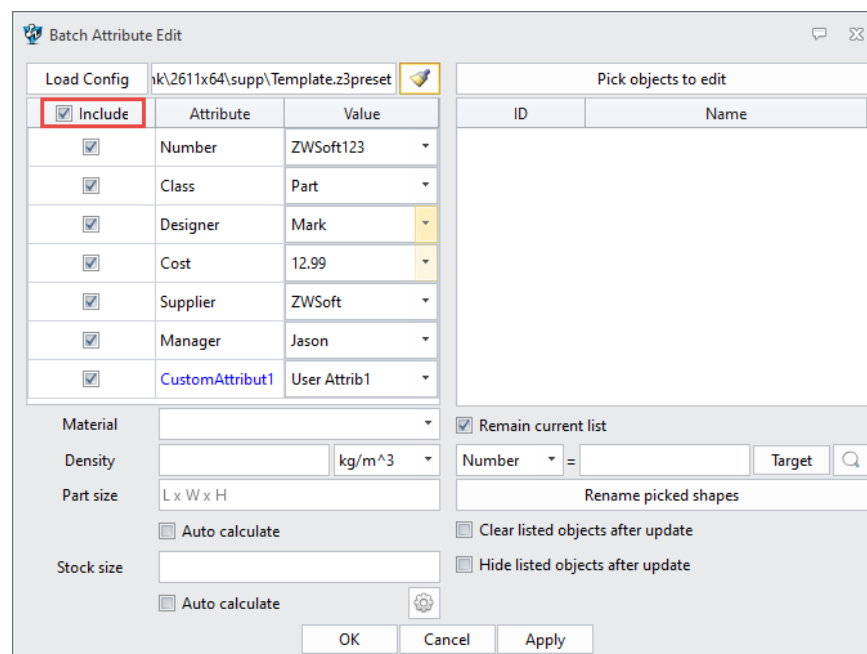 Batch Attribute Edit
Load Config nk\2611x64\supp\Template.z3preset Pick objects to edit
Include Attribute Value ID Name
Number ZWSoft123
Class Part
Designer Mark
Cost 12.99
Supplier ZWSoft
Manager Jason
CustomAttribut1 User Attrib1
Material Remain current list
Density kg/m^3 Number = Target
Part size L x W x H Rename picked shapes
Auto calculate Clear listed objects after update
Stock size Hide listed objects after update
Auto calculate
OK Cancel Apply